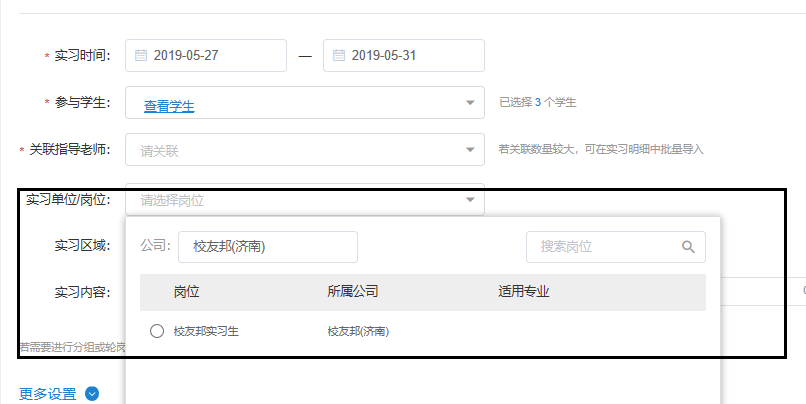 * 实习时间： 2019-05-27 — 2019-05-31
* 参与学生： 查看学生 已选择 3 个学生
* 关联指导老师： 请关联 若关联数量较大，可在实习明细中批量导入
实习单位/岗位： 请选择岗位
实习区域： 公司： 校友邦(济南) 搜索岗位
实习内容： 岗位 所属公司 适用专业
校友邦实习生 校友邦(济南)
若需要进行分组或轮岗
更多设置